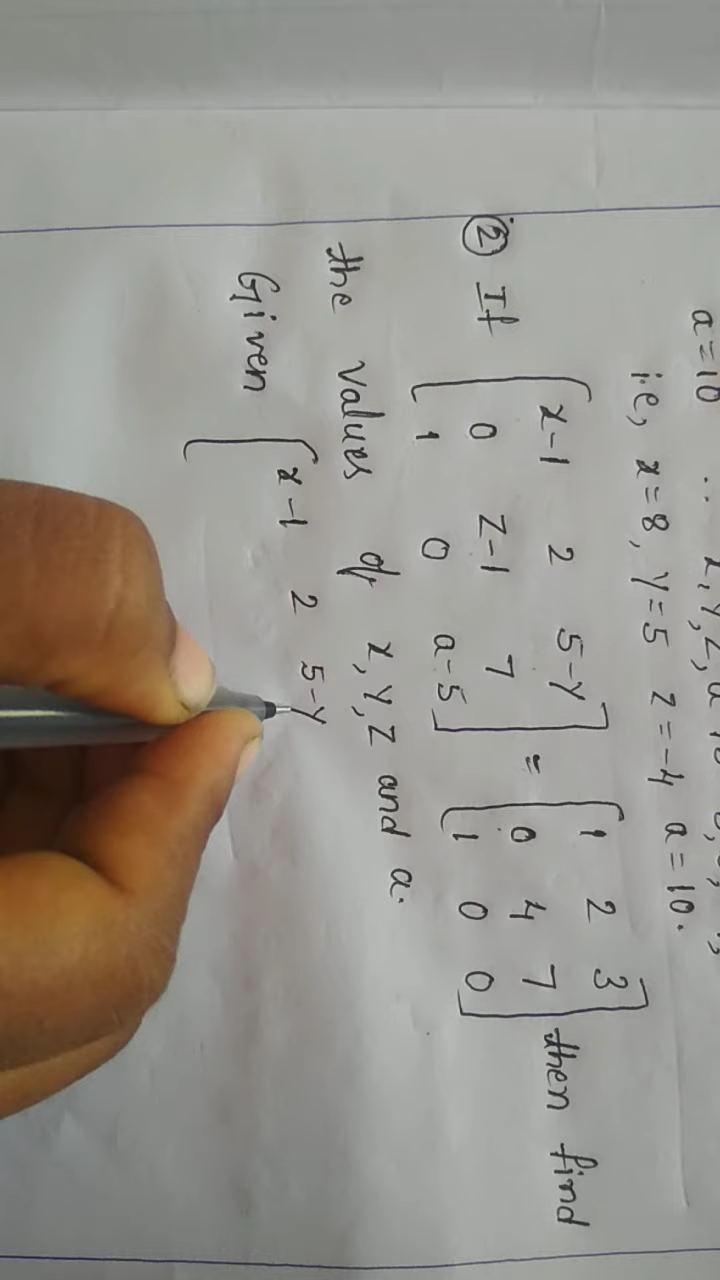 a=10 ∴
i.e, x=8, y=5 z=-4 a=10.
② If [x-1 2 5-y] = [1 2 3] then find
[0 z-1 7] [0 4 7]
[1 0 a-5] [1 0 0]
the values of x, y, z and a.
Given [x-1 2 5-y